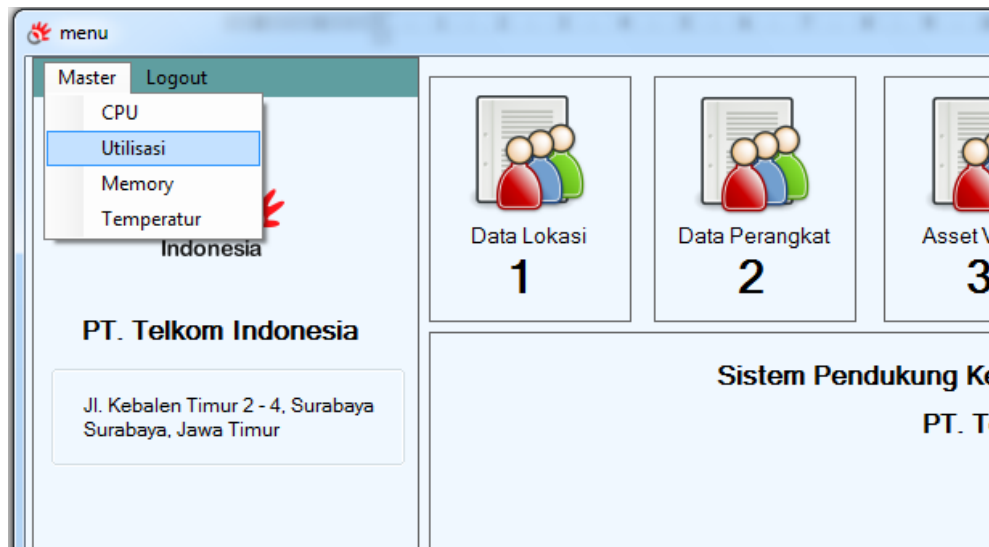 menu
Master Logout
CPU
Utilisasi
Memory
Temperatur
Indonesia
PT. Telkom Indonesia
Jl. Kebalen Timur 2 - 4, Surabaya
Surabaya, Jawa Timur
Data Lokasi
1
Data Perangkat
2
Asset
3
Sistem Pendukung
PT.